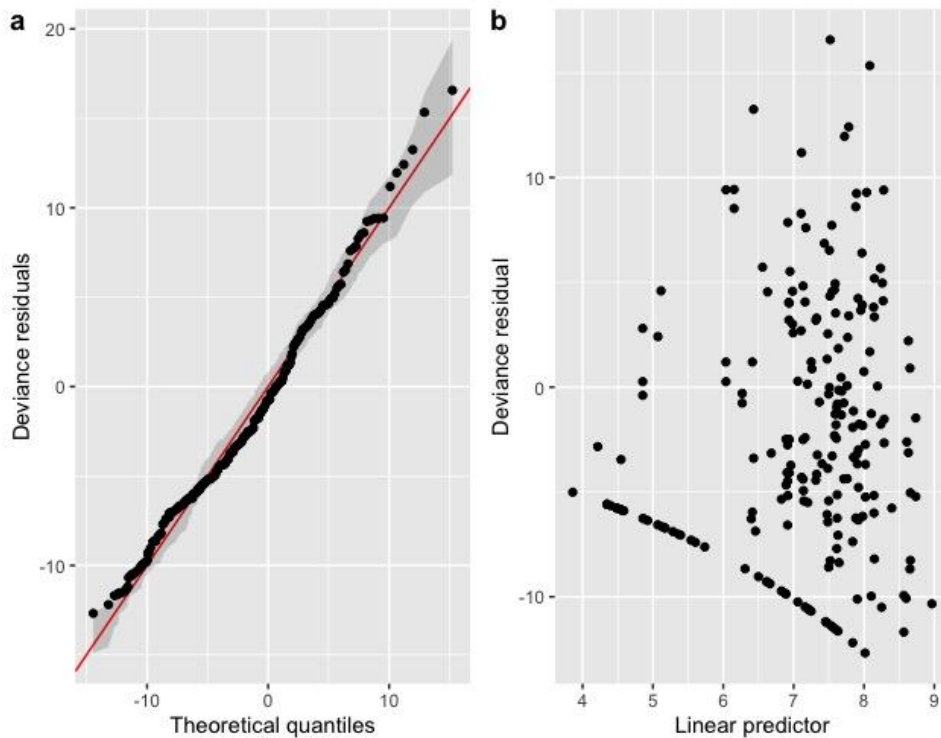 a
20
10
0
-10
Deviance residuals
-10
0
10
Theoretical quantiles
b
10
0
-10
Deviance residual
4
5
6
7
8
9
Linear predictor